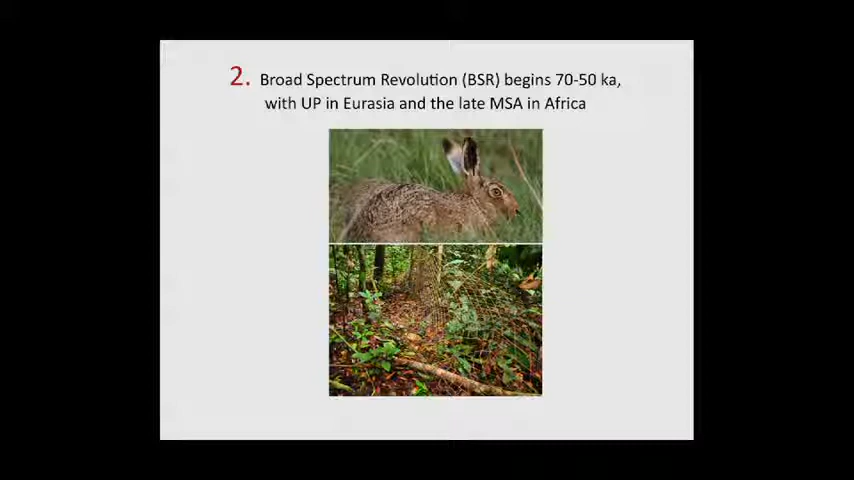 2. Broad Spectrum Revolution (BSR) begins 70-50 ka,
with UP in Eurasia and the late MSA in Africa